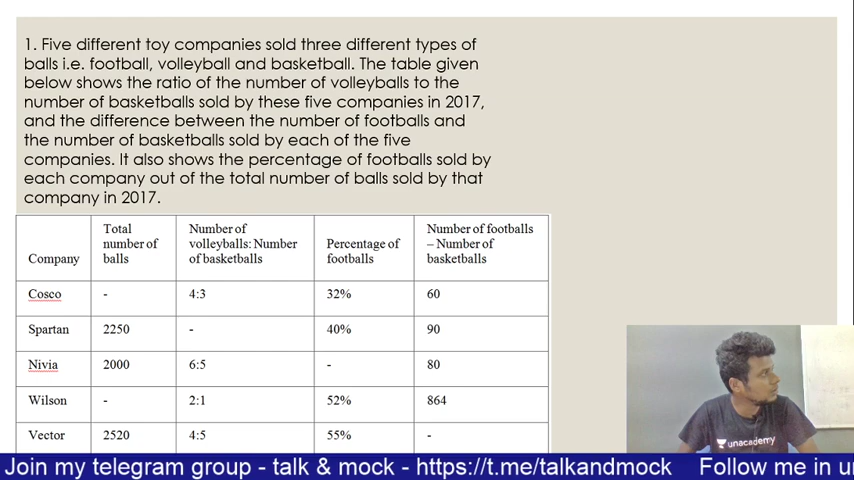 1. Five different toy companies sold three different types of
balls i.e. football, volleyball and basketball. The table given
below shows the ratio of the number of volleyballs to the
number of basketballs sold by these five companies in 2017,
and the difference between the number of footballs and
the number of basketballs sold by each of the five
companies. It also shows the percentage of footballs sold by
each company out of the total number of balls sold by that
company in 2017.
Company | Total number of balls | Number of volleyballs: Number of basketballs | Percentage of footballs | Number of footballs – Number of basketballs
Cosco | - | 4:3 | 32% | 60
Spartan | 2250 | - | 40% | 90
Nivia | 2000 | 6:5 | - | 80
Wilson | - | 2:1 | 52% | 864
Vector | 2520 | 4:5 | 55% | -
unacademy
Join my telegram group - talk & mock - https://t.me/talkandmock Follow me in u